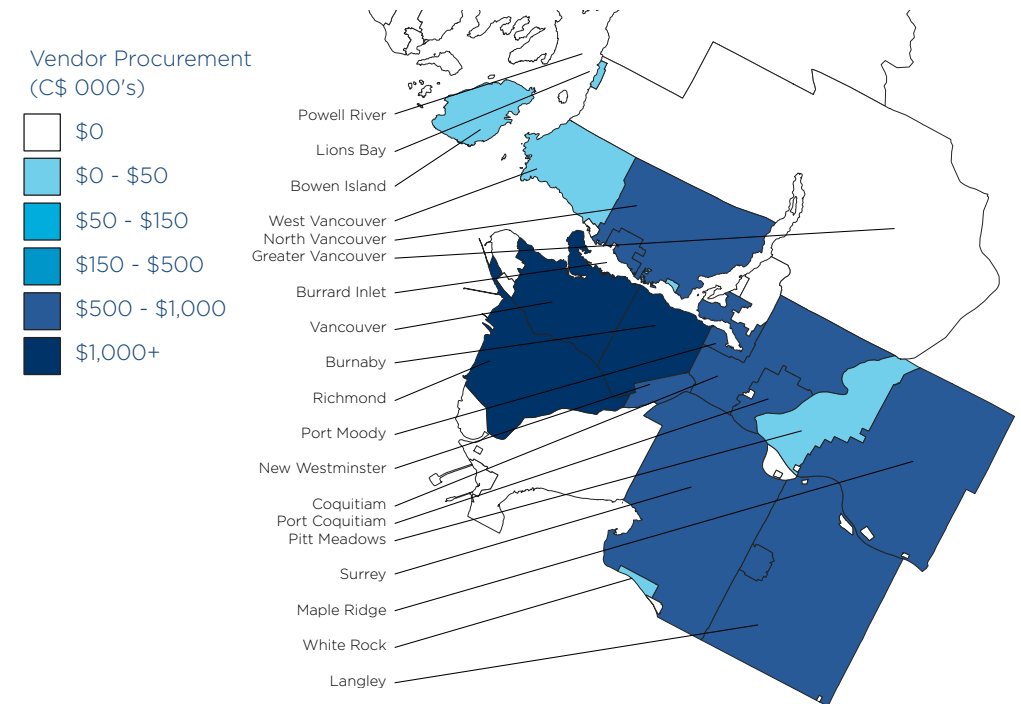 Vendor Procurement
(C$ 000's)
$0
$0 - $50
$50 - $150
$150 - $500
$500 - $1,000
$1,000+
Powell River
Lions Bay
Bowen Island
West Vancouver
North Vancouver
Greater Vancouver
Burrard Inlet
Vancouver
Burnaby
Richmond
Port Moody
New Westminster
Coquitiam
Port Coquitiam
Pitt Meadows
Surrey
Maple Ridge
White Rock
Langley